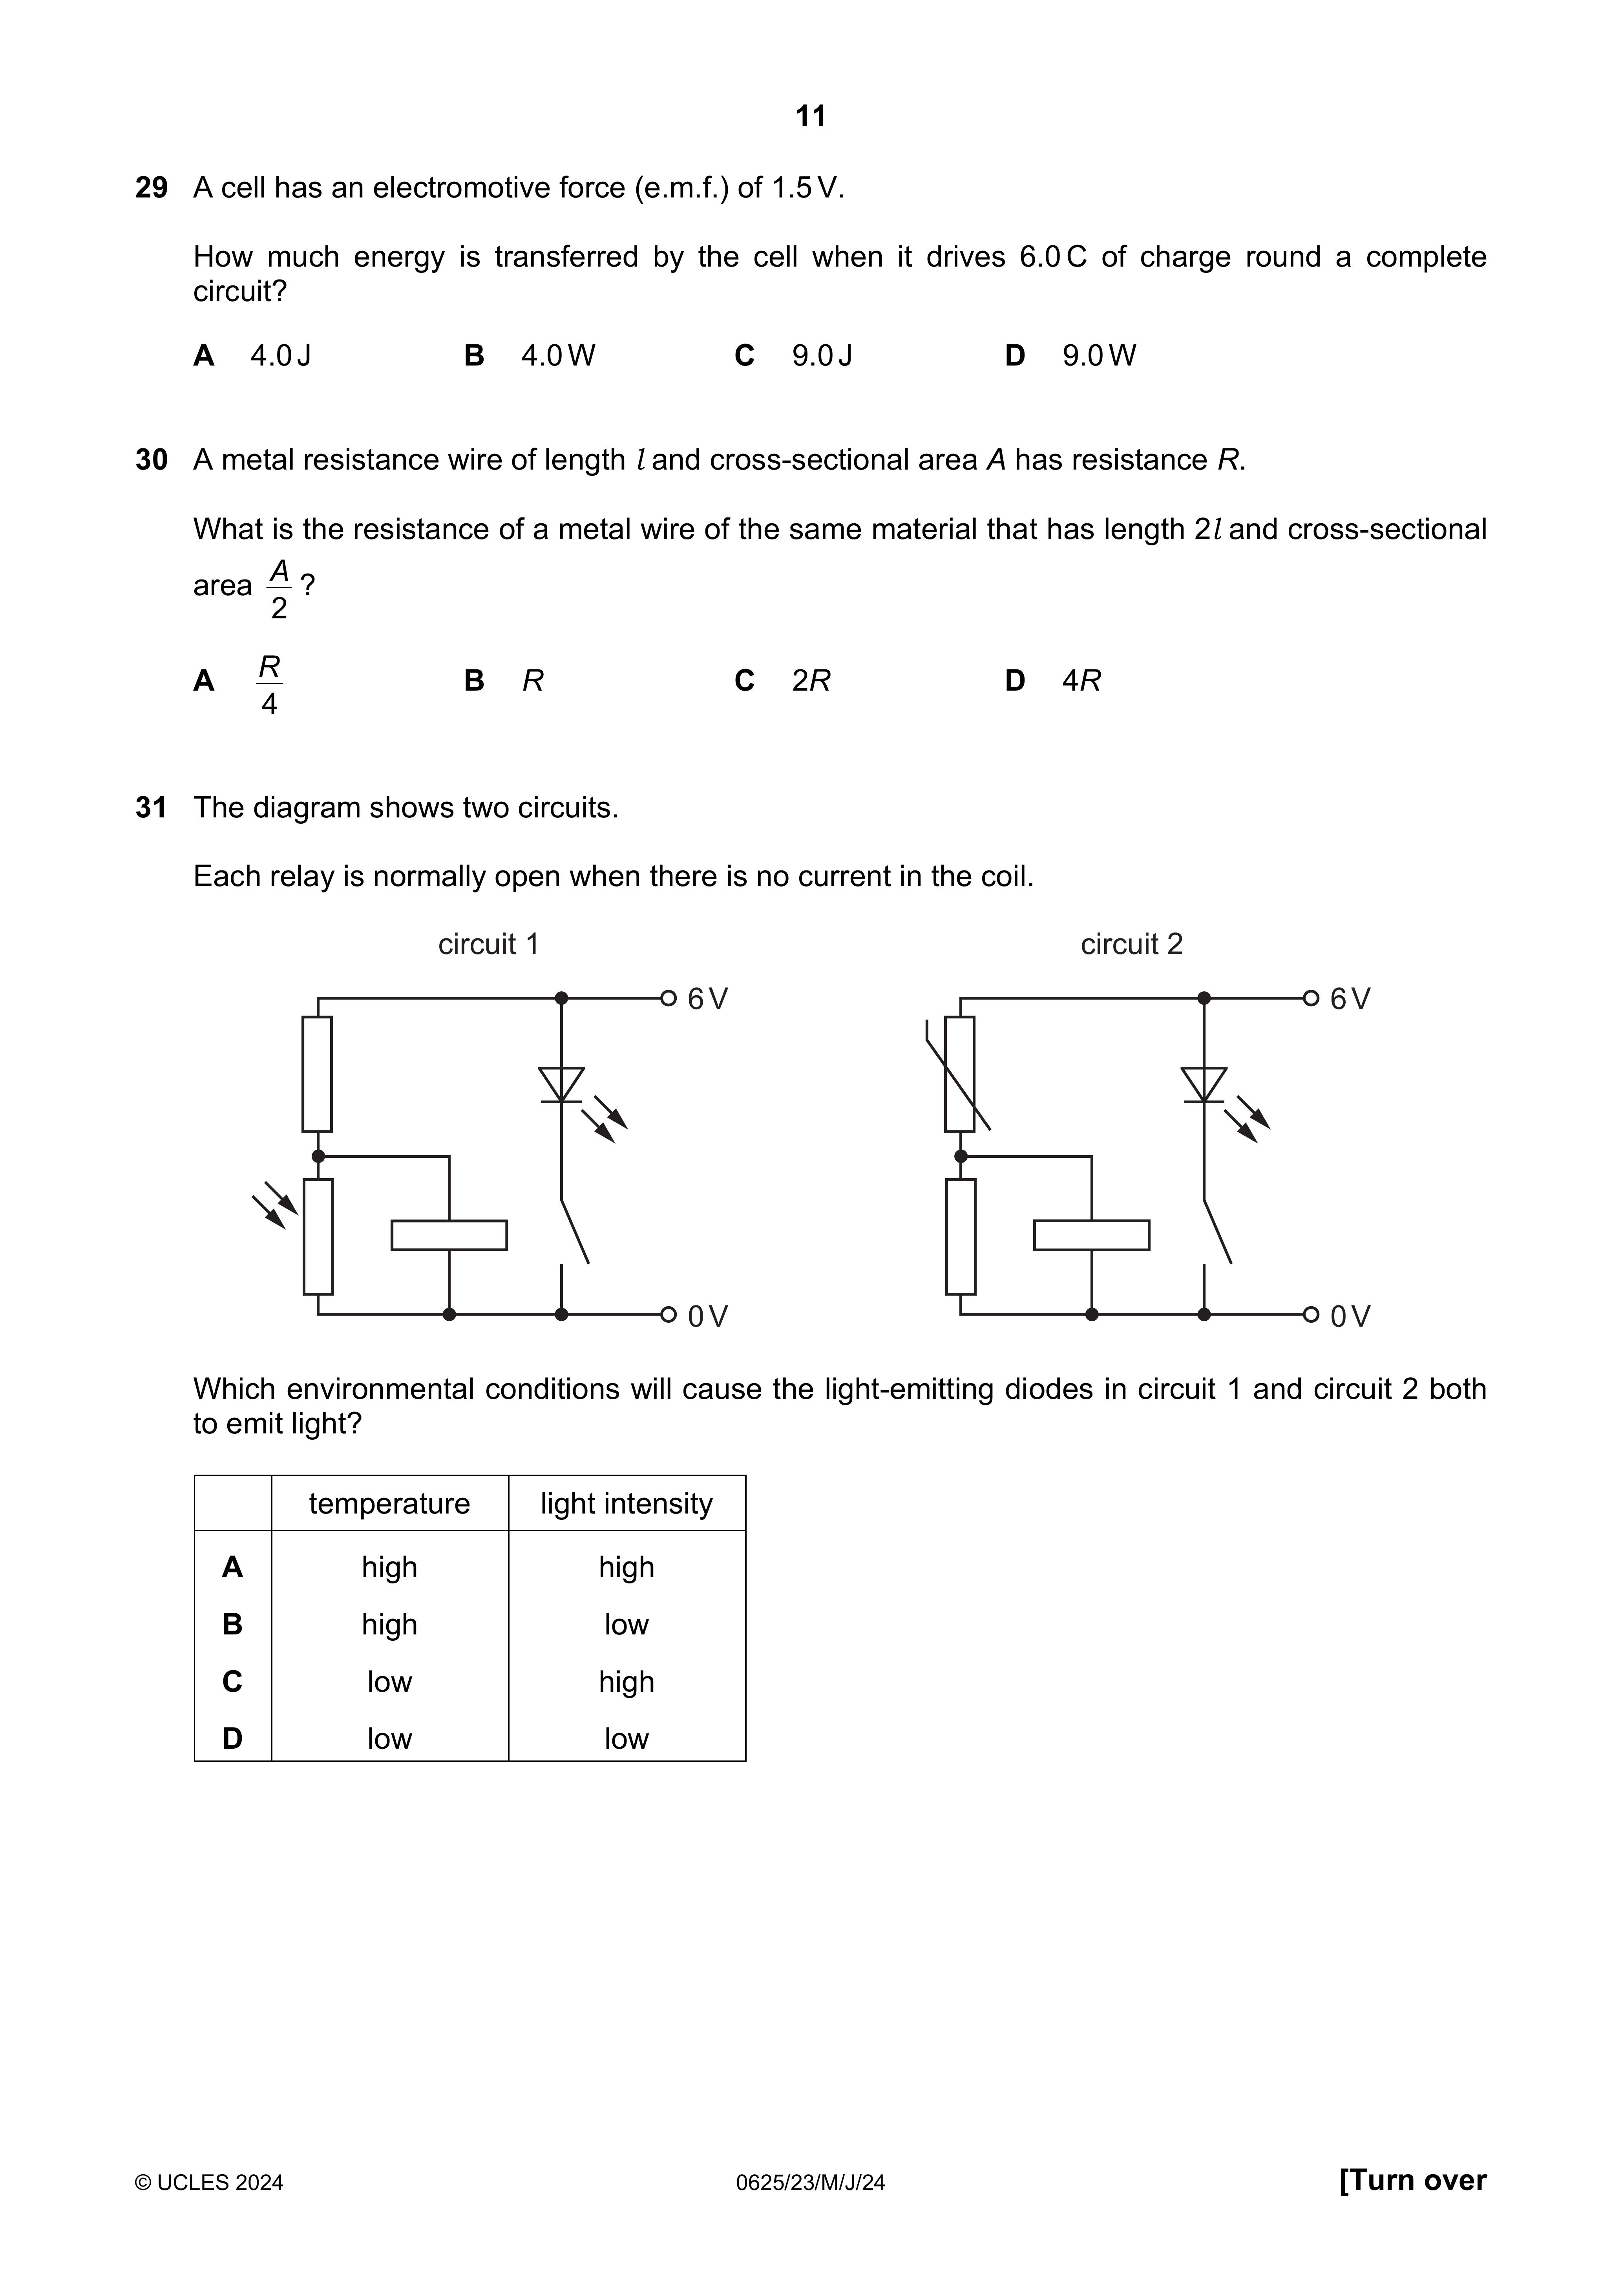 11
29 A cell has an electromotive force (e.m.f.) of 1.5 V.
How much energy is transferred by the cell when it drives 6.0 C of charge round a complete
circuit?
A 4.0 J B 4.0 W C 9.0 J D 9.0 W
30 A metal resistance wire of length l and cross-sectional area A has resistance R.
What is the resistance of a metal wire of the same material that has length 2l and cross-sectional
area A/2 ?
A R/4 B R C 2R D 4R
31 The diagram shows two circuits.
Each relay is normally open when there is no current in the coil.
circuit 1 circuit 2
6 V 6 V
0 V 0 V
Which environmental conditions will cause the light-emitting diodes in circuit 1 and circuit 2 both
to emit light?
temperature light intensity
A high high
B high low
C low high
D low low
© UCLES 2024 0625/23/M/J/24 [Turn over